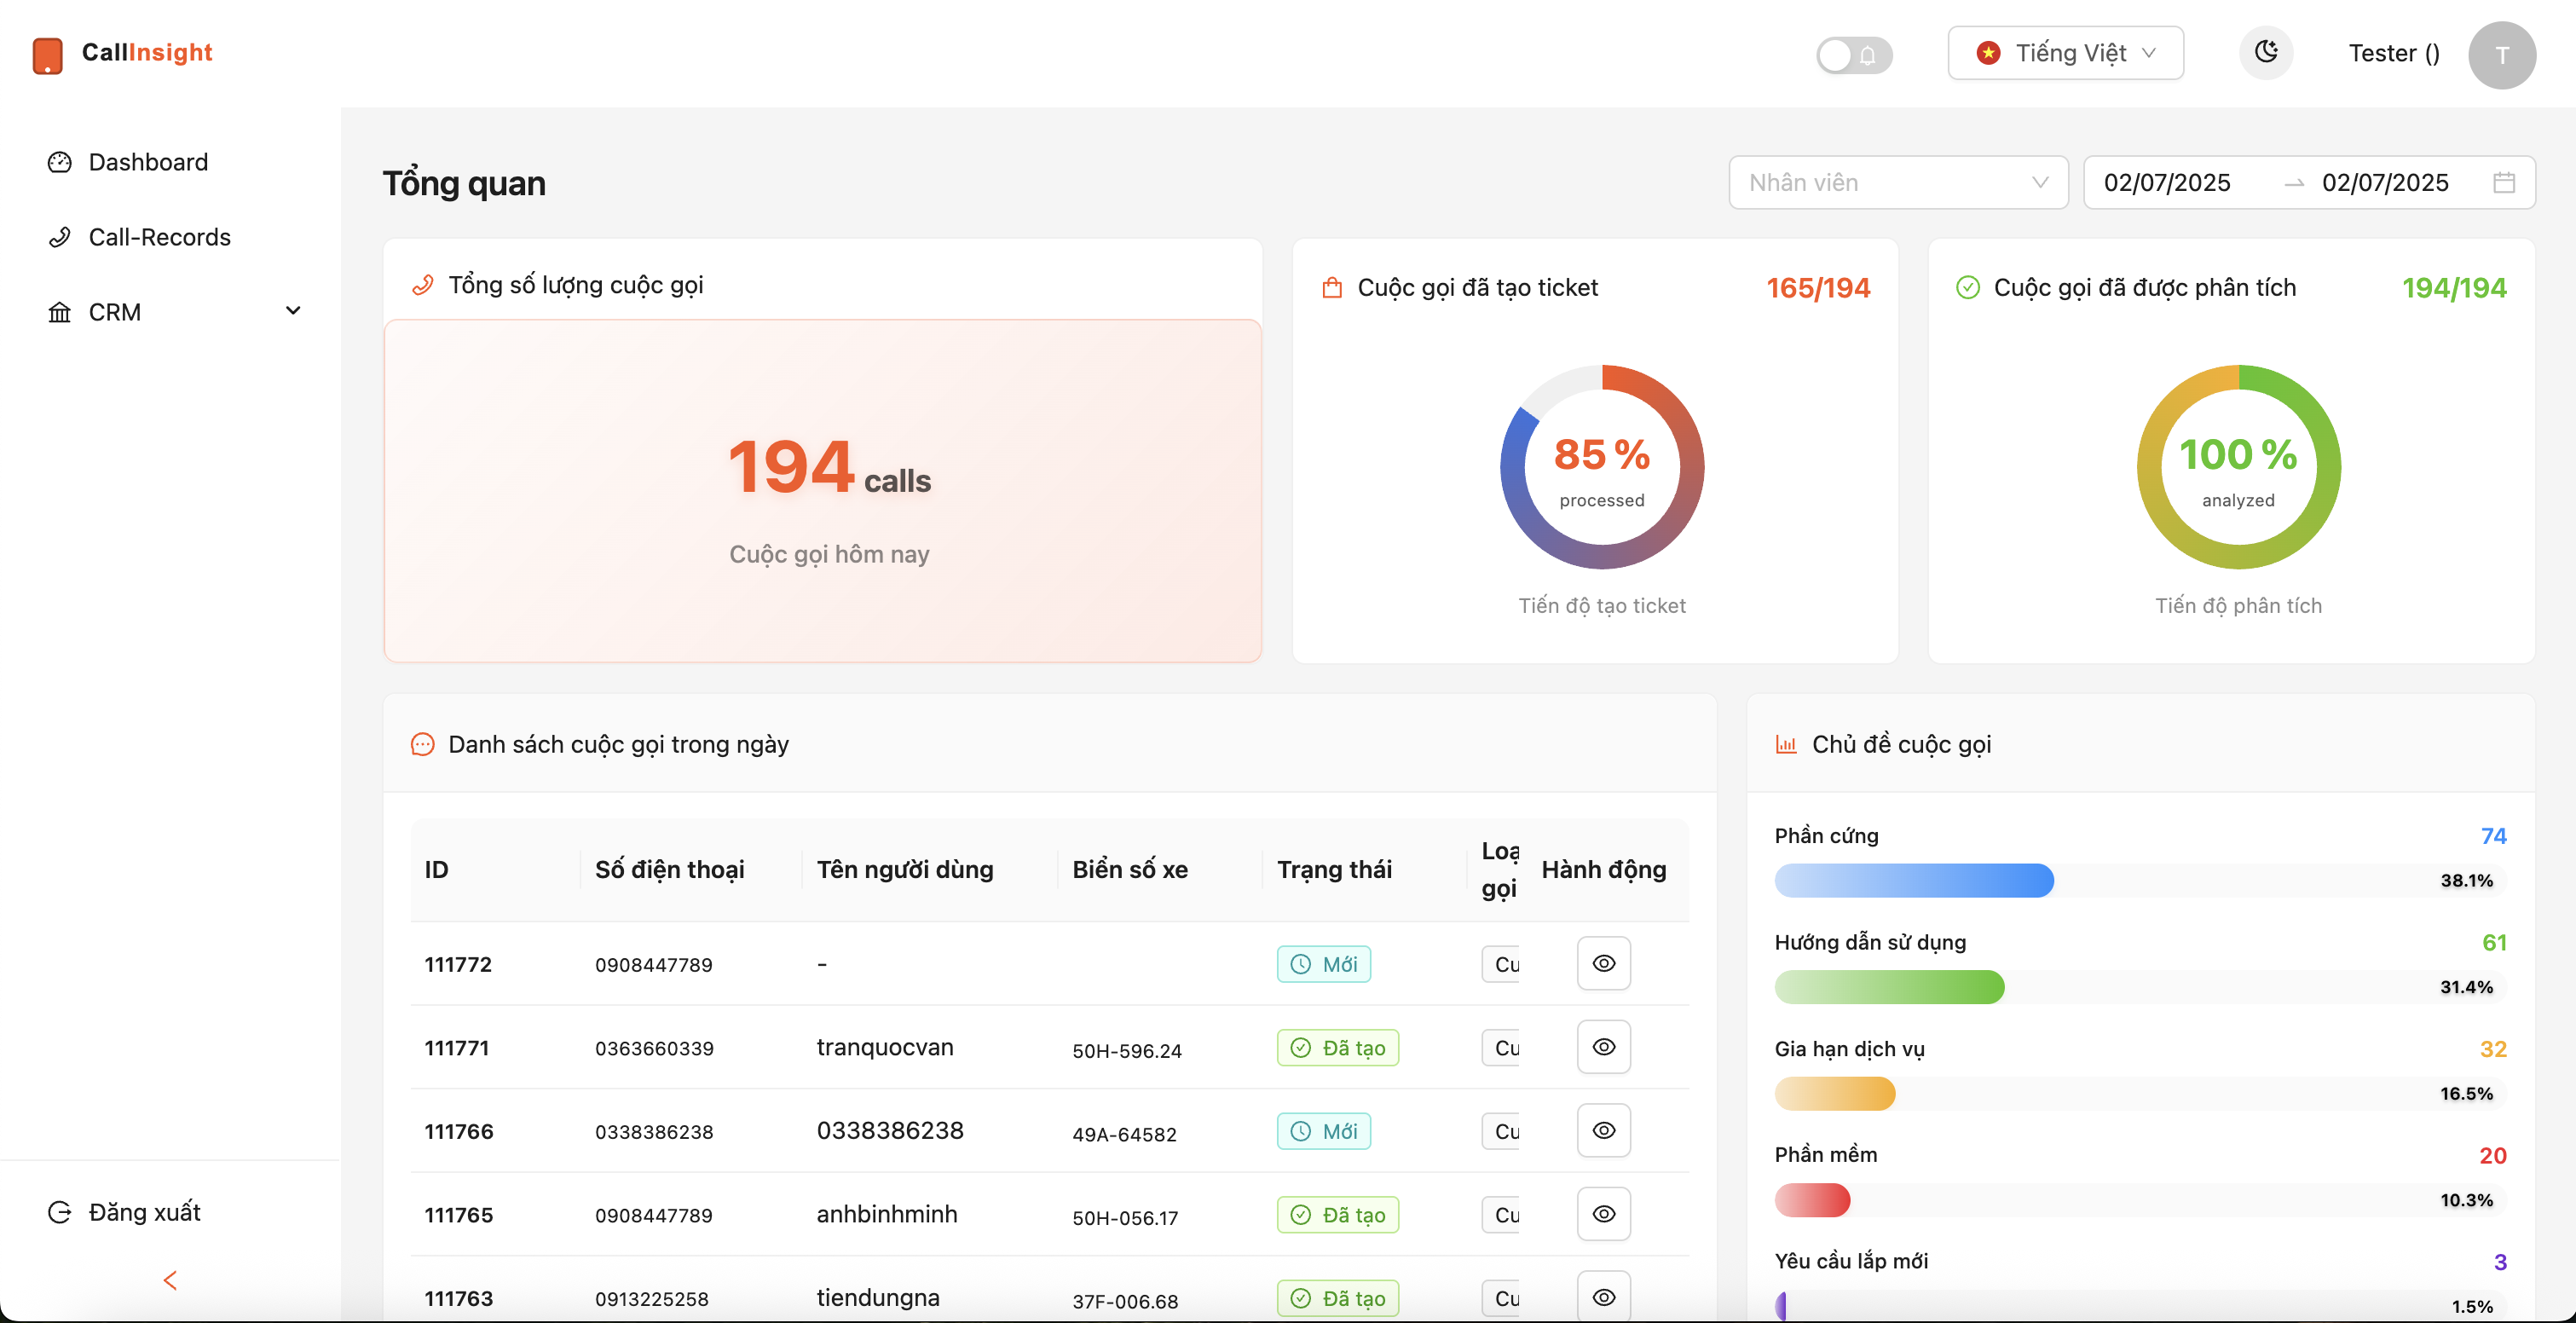 CallInsight
Tiếng Việt
Tester ()
T
Dashboard
Call-Records
CRM
Đăng xuất
Tổng quan
Nhân viên
02/07/2025
02/07/2025
Tổng số lượng cuộc gọi
194 calls
Cuộc gọi hôm nay
Cuộc gọi đã tạo ticket
165/194
85 %
processed
Tiến độ tạo ticket
Cuộc gọi đã được phân tích
194/194
100 %
analyzed
Tiến độ phân tích
Danh sách cuộc gọi trong ngày
ID Số điện thoại Tên người dùng Biển số xe Trạng thái Loạ gọi Hành động
111772 0908447789 - Mới Cu
111771 0363660339 tranquocvan 50H-596.24 Đã tạo Cu
111766 0338386238 0338386238 49A-64582 Mới Cu
111765 0908447789 anhbinhminh 50H-056.17 Đã tạo Cu
111763 0913225258 tiendungna 37F-006.68 Đã tạo Cu
Chủ đề cuộc gọi
Phần cứng 74
38.1%
Hướng dẫn sử dụng 61
31.4%
Gia hạn dịch vụ 32
16.5%
Phần mềm 20
10.3%
Yêu cầu lắp mới 3
1.5%